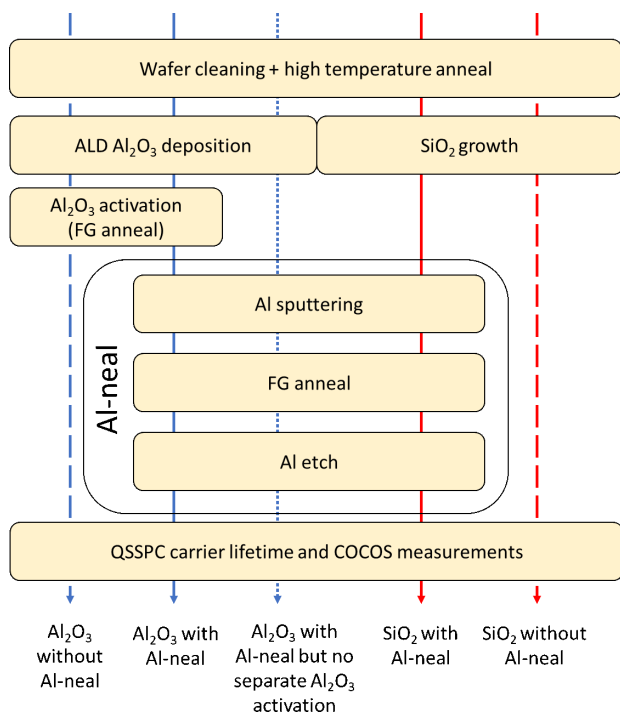 Wafer cleaning + high temperature anneal
ALD Al₂O₃ deposition
SiO₂ growth
Al₂O₃ activation
(FG anneal)
Al-neal
Al sputtering
FG anneal
Al etch
QSSPC carrier lifetime and COCOS measurements
Al₂O₃
without
Al-neal
Al₂O₃ with
Al-neal
Al₂O₃ with
Al-neal but no
separate Al₂O₃
activation
SiO₂ with
Al-neal
SiO₂ without
Al-neal